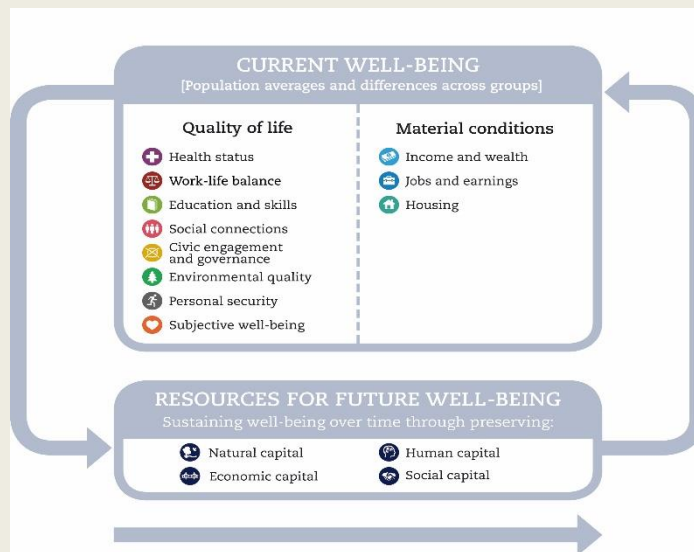 CURRENT WELL-BEING
[Population averages and differences across groups]
Quality of life
Health status
Work-life balance
Education and skills
Social connections
Civic engagement
and governance
Environmental quality
Personal security
Subjective well-being
Material conditions
Income and wealth
Jobs and earnings
Housing
RESOURCES FOR FUTURE WELL-BEING
Sustaining well-being over time through preserving:
Natural capital
Human capital
Economic capital
Social capital